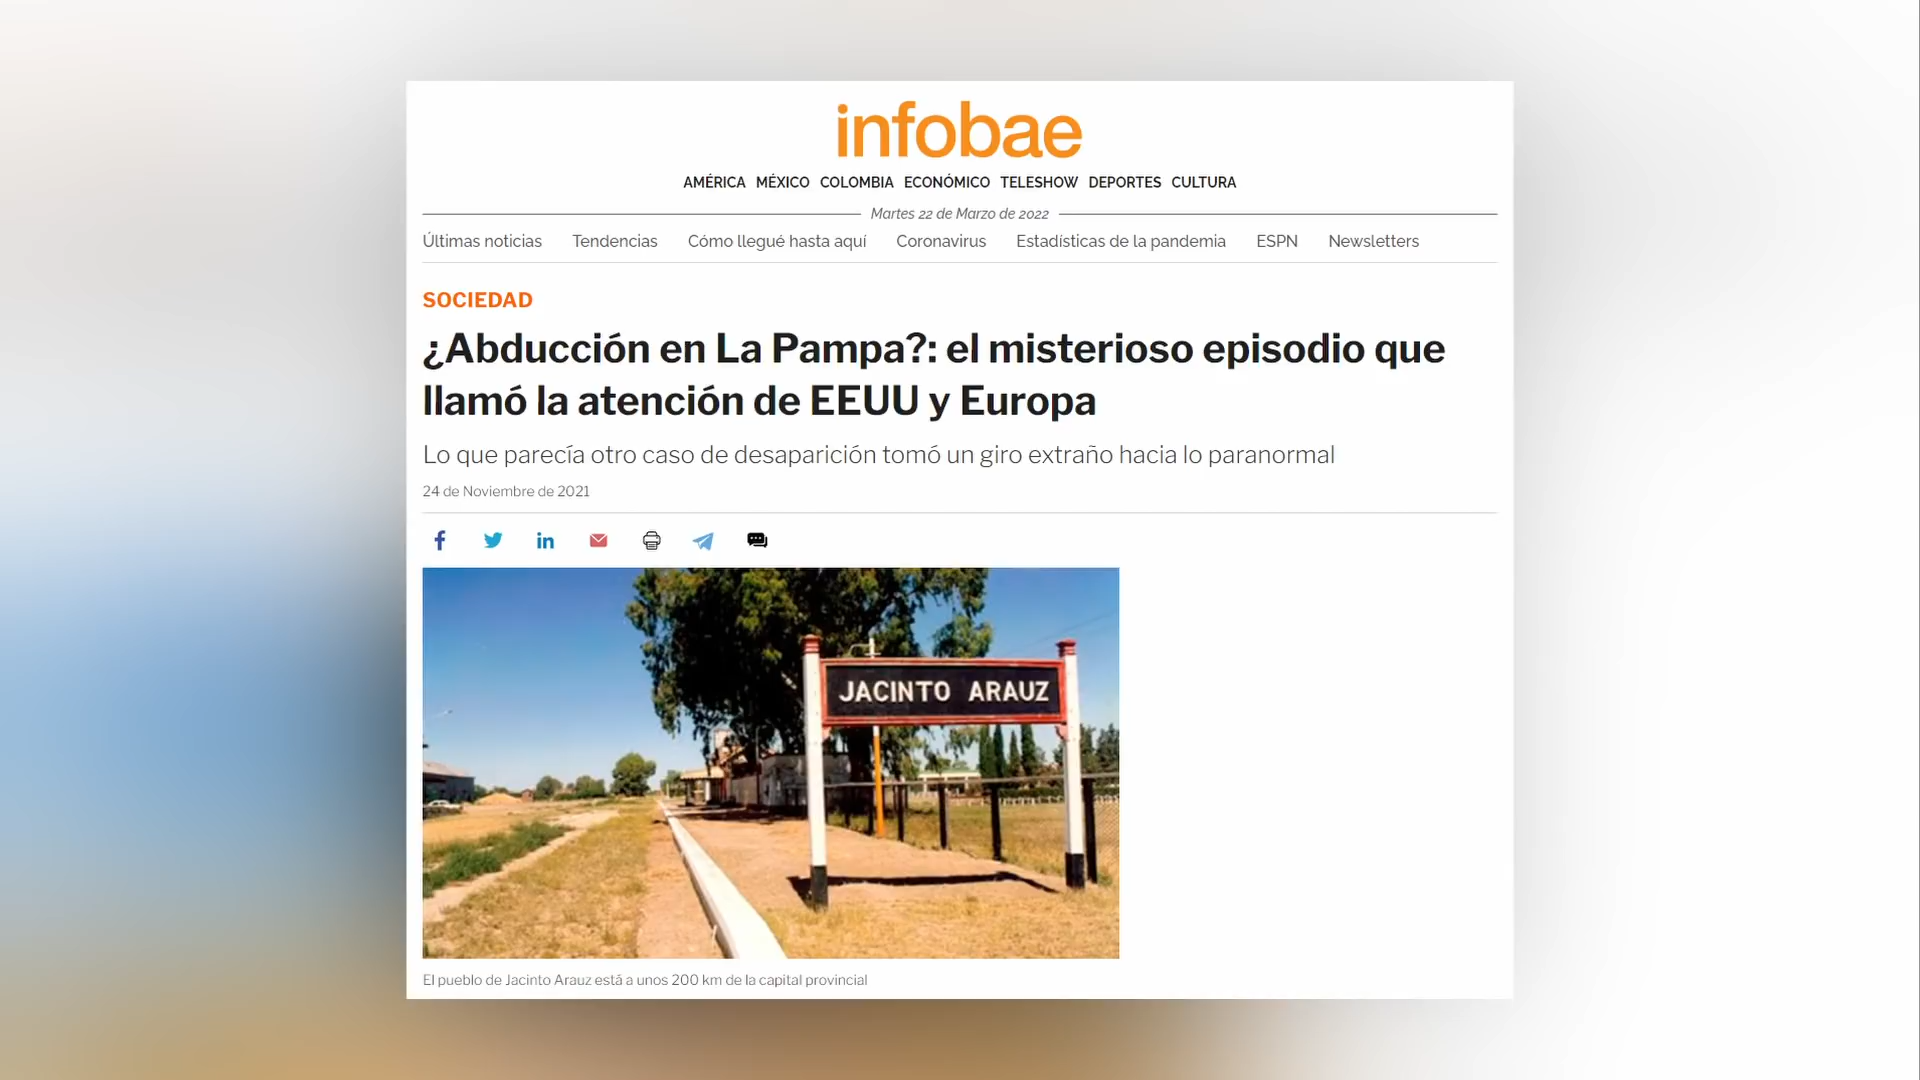 infobae
AMÉRICA MÉXICO COLOMBIA ECONÓMICO TELESHOW DEPORTES CULTURA
Martes 22 de Marzo de 2022
Últimas noticias Tendencias Cómo llegué hasta aquí Coronavirus Estadísticas de la pandemia ESPN Newsletters
SOCIEDAD
¿Abducción en La Pampa?: el misterioso episodio que
llamó la atención de EEUU y Europa
Lo que parecía otro caso de desaparición tomó un giro extraño hacia lo paranormal
24 de Noviembre de 2021
JACINTO ARAUZ
El pueblo de Jacinto Arauz está a unos 200 km de la capital provincial